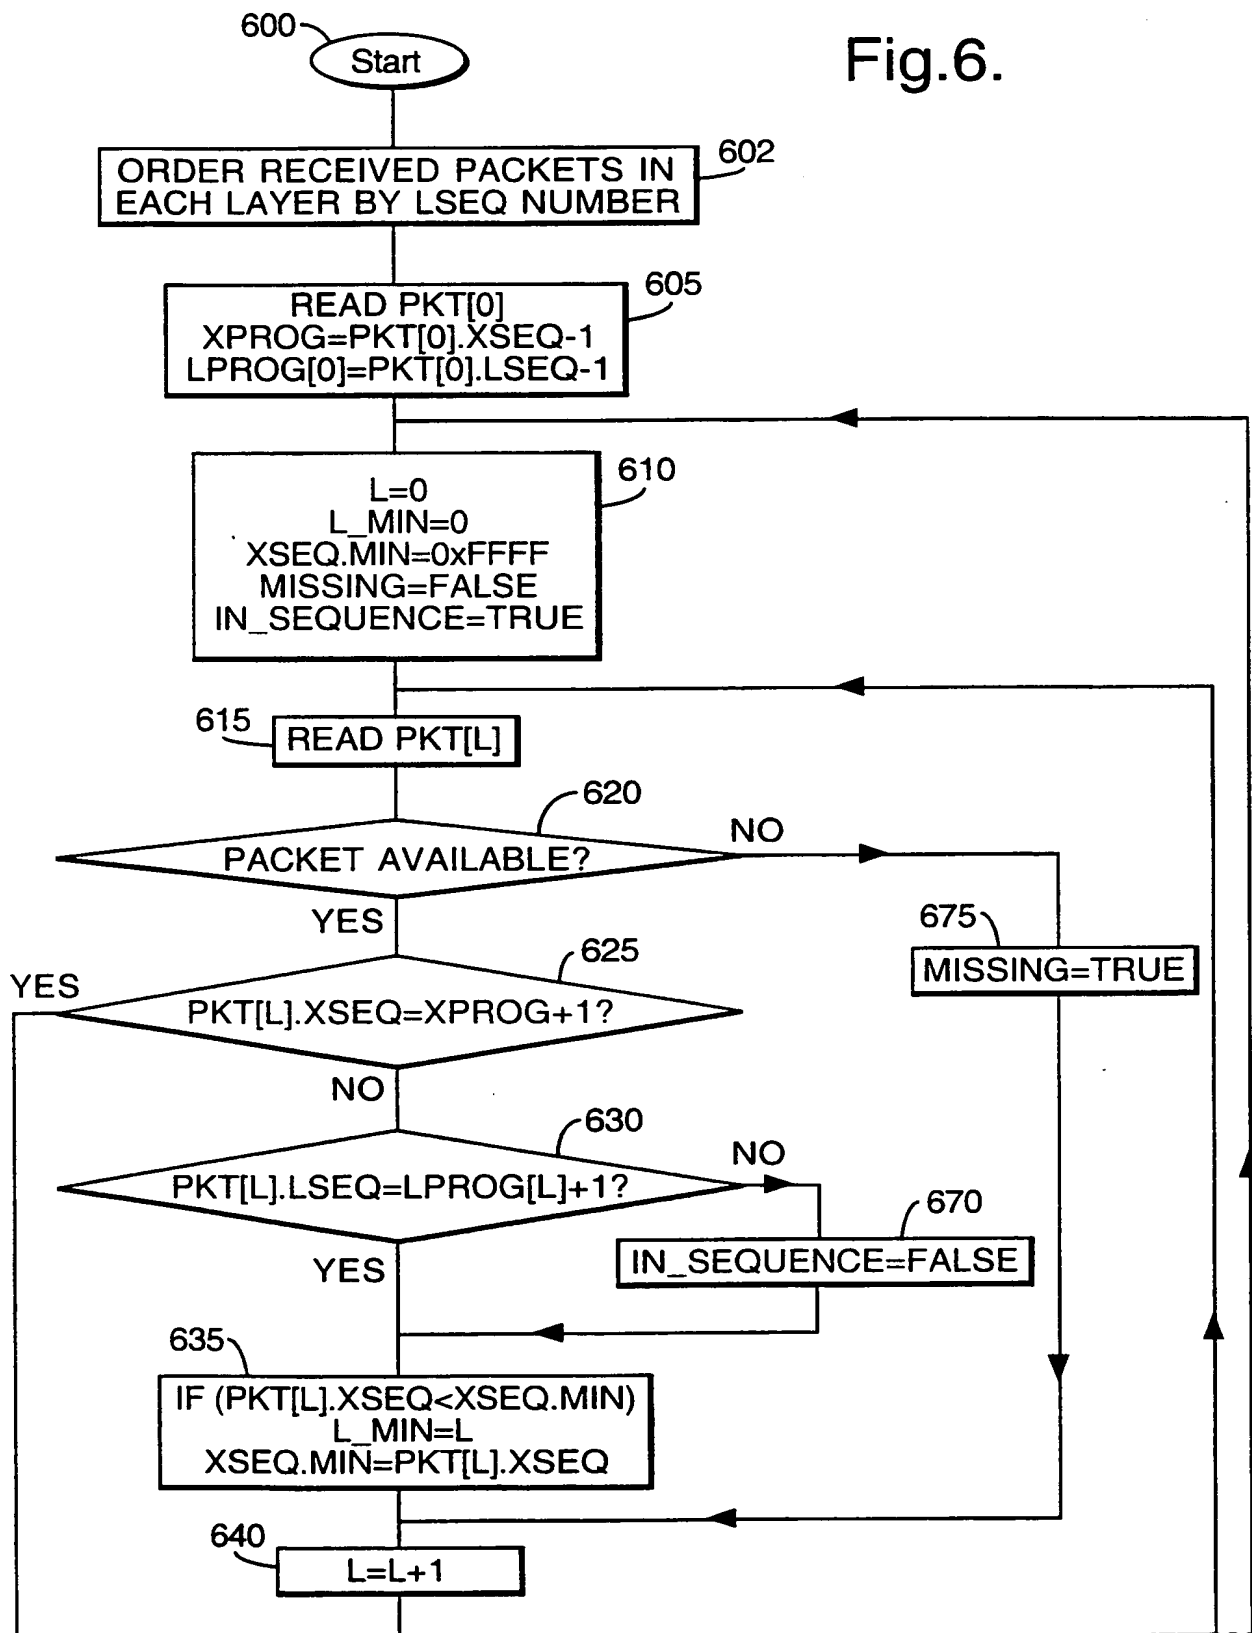 Fig.6.
600
Start
602
ORDER RECEIVED PACKETS IN
EACH LAYER BY LSEQ NUMBER
605
READ PKT[0]
XPROG=PKT[0].XSEQ-1
LPROG[0]=PKT[0].LSEQ-1
610
L=0
L_MIN=0
XSEQ.MIN=0xFFFF
MISSING=FALSE
IN_SEQUENCE=TRUE
615
READ PKT[L]
620
PACKET AVAILABLE?
NO
YES
675
MISSING=TRUE
625
YES
PKT[L].XSEQ=XPROG+1?
NO
630
PKT[L].LSEQ=LPROG[L]+1?
NO
670
IN_SEQUENCE=FALSE
YES
635
IF (PKT[L].XSEQ<XSEQ.MIN)
L_MIN=L
XSEQ.MIN=PKT[L].XSEQ
640
L=L+1